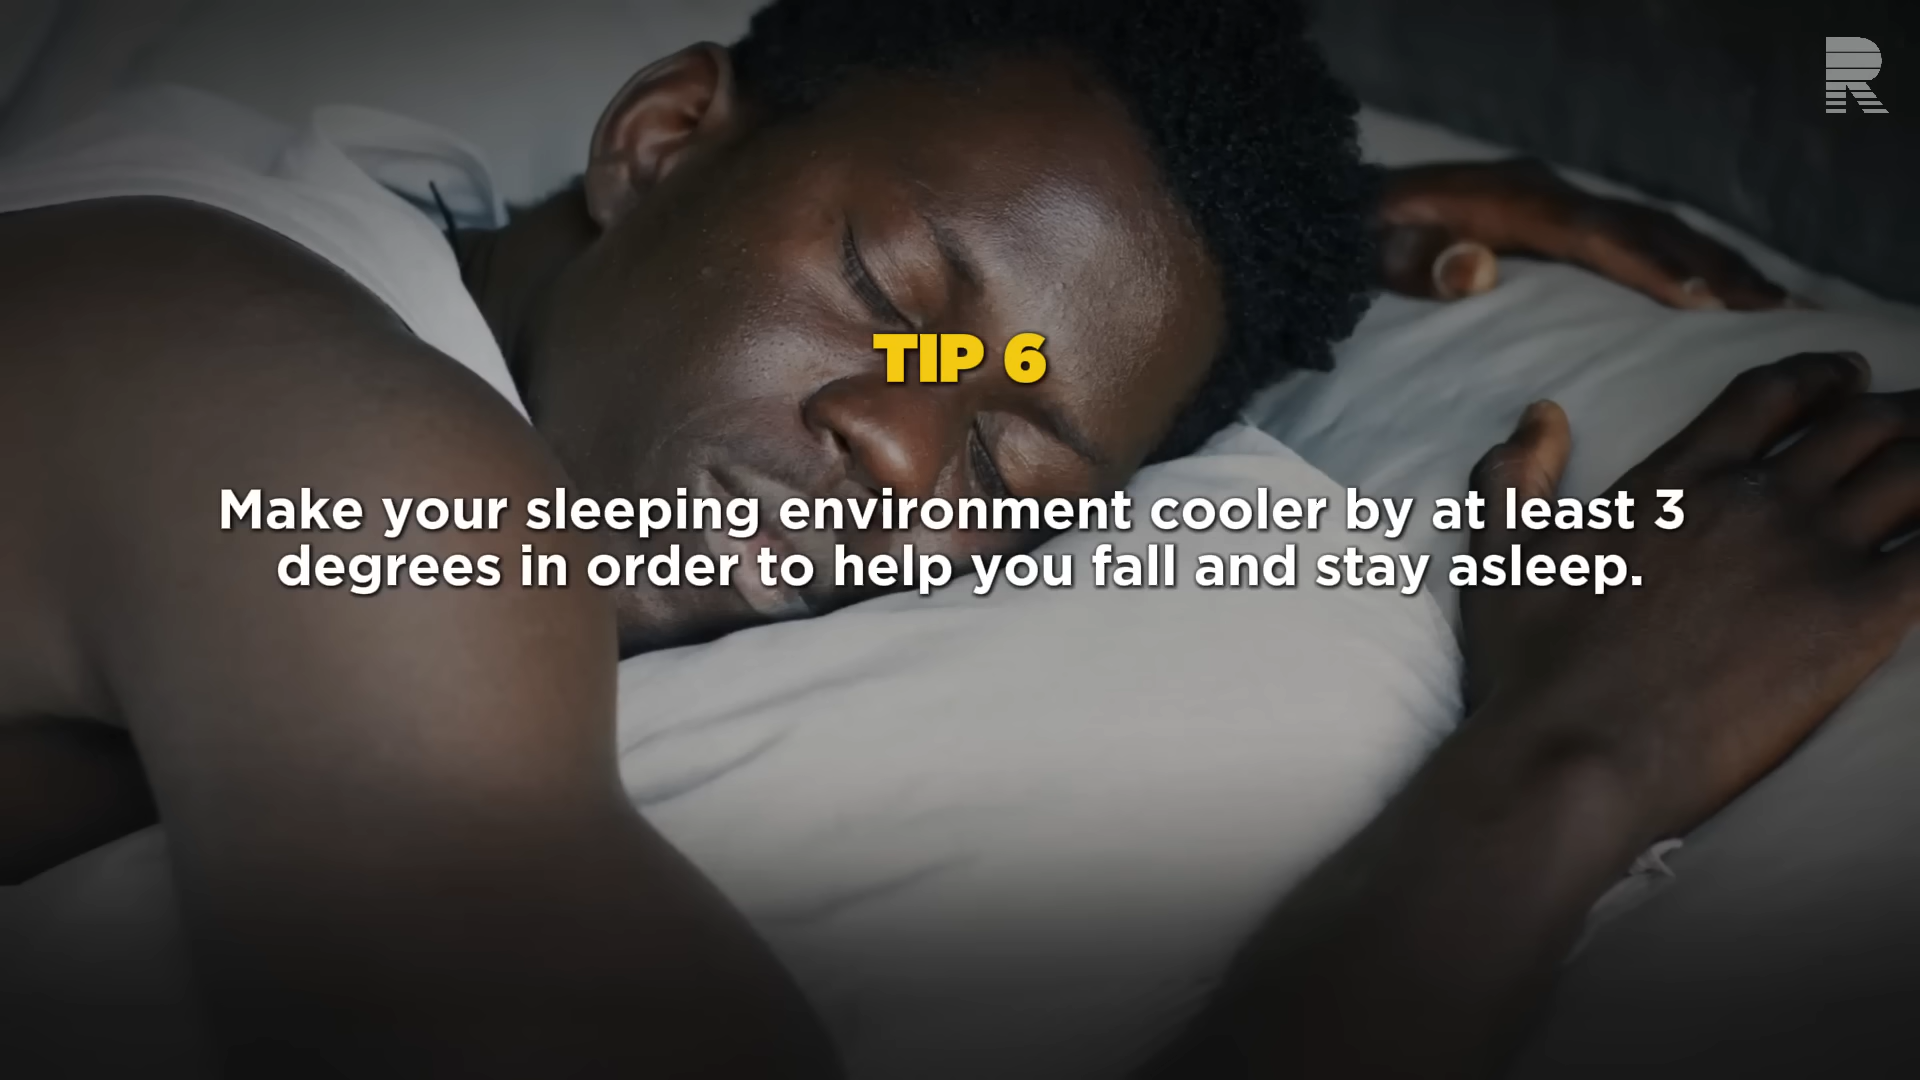 R
TIP 6
Make your sleeping environment cooler by at least 3
degrees in order to help you fall and stay asleep.